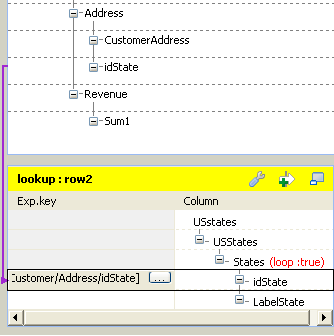 Address
CustomerAddress
idState
Revenue
Sum1
lookup : row2
Exp.key Column
USstates
USStates
States (loop :true)
Customer/Address/idState] ... idState
LabelState